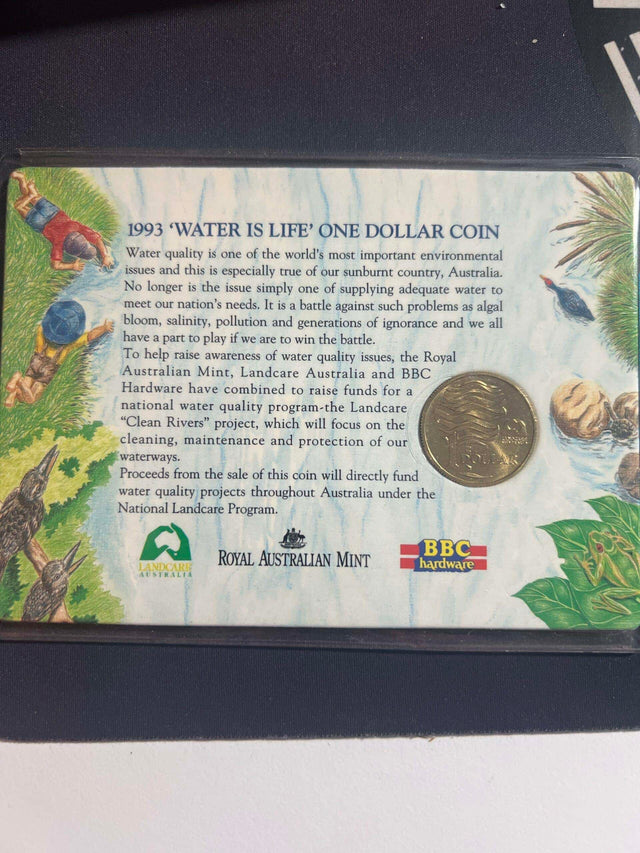 1993 ‘WATER IS LIFE’ ONE DOLLAR COIN
Water quality is one of the world's most important environmental
issues and this is especially true of our sunburnt country, Australia.
No longer is the issue simply one of supplying adequate water to
meet our nation's needs. It is a battle against such problems as algal
bloom, salinity, pollution and generations of ignorance and we all
have a part to play if we are to win the battle.
To help raise awareness of water quality issues, the Royal
Australian Mint, Landcare Australia and BBC
Hardware have combined to raise funds for a
national water quality program-the Landcare
“Clean Rivers” project, which will focus on the
cleaning, maintenance and protection of our
waterways.
Proceeds from the sale of this coin will directly fund
water quality projects throughout Australia under the
National Landcare Program.
LANDCARE
AUSTRALIA
ROYAL AUSTRALIAN MINT
BBC
hardware
1 DOLLAR